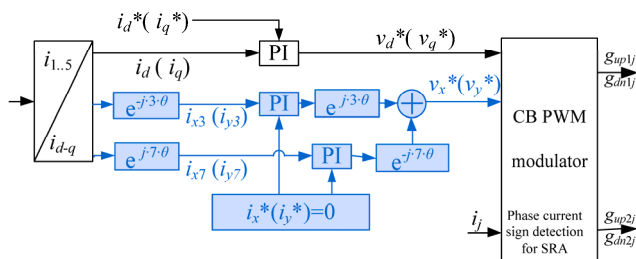 i_d*( i_q*)
i_1..5
i_d-q
i_d ( i_q)
PI
v_d*( v_q*)
e^-j·3·θ
i_x3 (i_y3)
PI
e^j·3·θ
+
v_x*(v_y*)
e^j·7·θ
i_x7 (i_y7)
PI
e^-j·7·θ
i_x*(i_y*)=0
CB PWM
modulator
i_j
Phase current
sign detection
for SRA
g_up1j
g_dn1j
g_up2j
g_dn2j